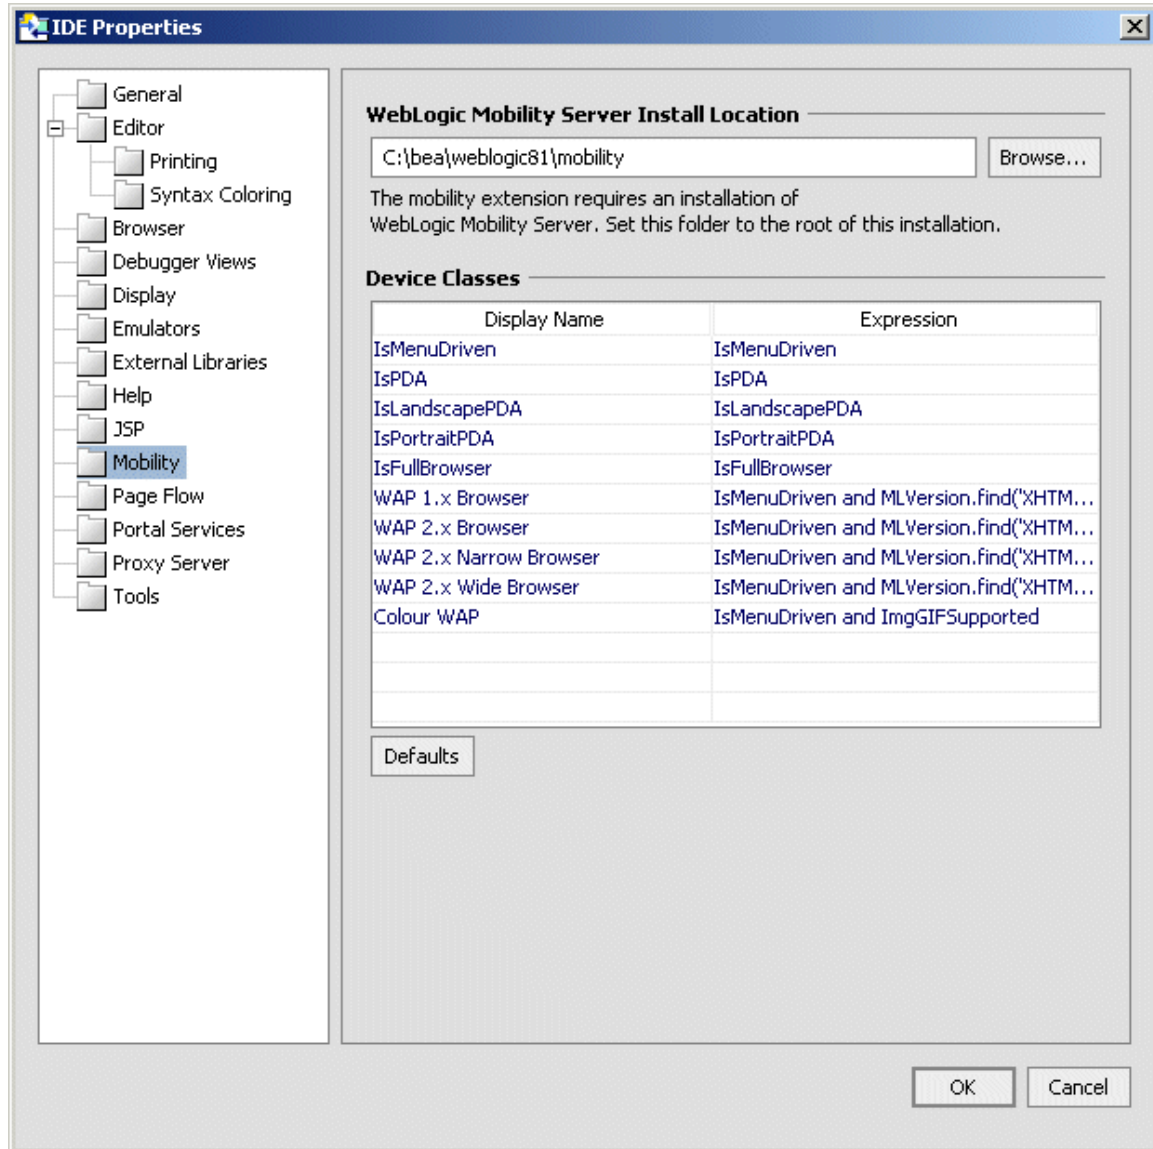 IDE Properties
General
Editor
Printing
Syntax Coloring
Browser
Debugger Views
Display
Emulators
External Libraries
Help
JSP
Mobility
Page Flow
Portal Services
Proxy Server
Tools
WebLogic Mobility Server Install Location
C:\bea\weblogic81\mobility Browse...
The mobility extension requires an installation of
WebLogic Mobility Server. Set this folder to the root of this installation.
Device Classes
Display Name Expression
IsMenuDriven IsMenuDriven
IsPDA IsPDA
IsLandscapePDA IsLandscapePDA
IsPortraitPDA IsPortraitPDA
IsFullBrowser IsFullBrowser
WAP 1.x Browser IsMenuDriven and MLVersion.find('XHTM...
WAP 2.x Browser IsMenuDriven and MLVersion.find('XHTM...
WAP 2.x Narrow Browser IsMenuDriven and MLVersion.find('XHTM...
WAP 2.x Wide Browser IsMenuDriven and MLVersion.find('XHTM...
Colour WAP IsMenuDriven and ImgGIFSupported
Defaults
OK Cancel